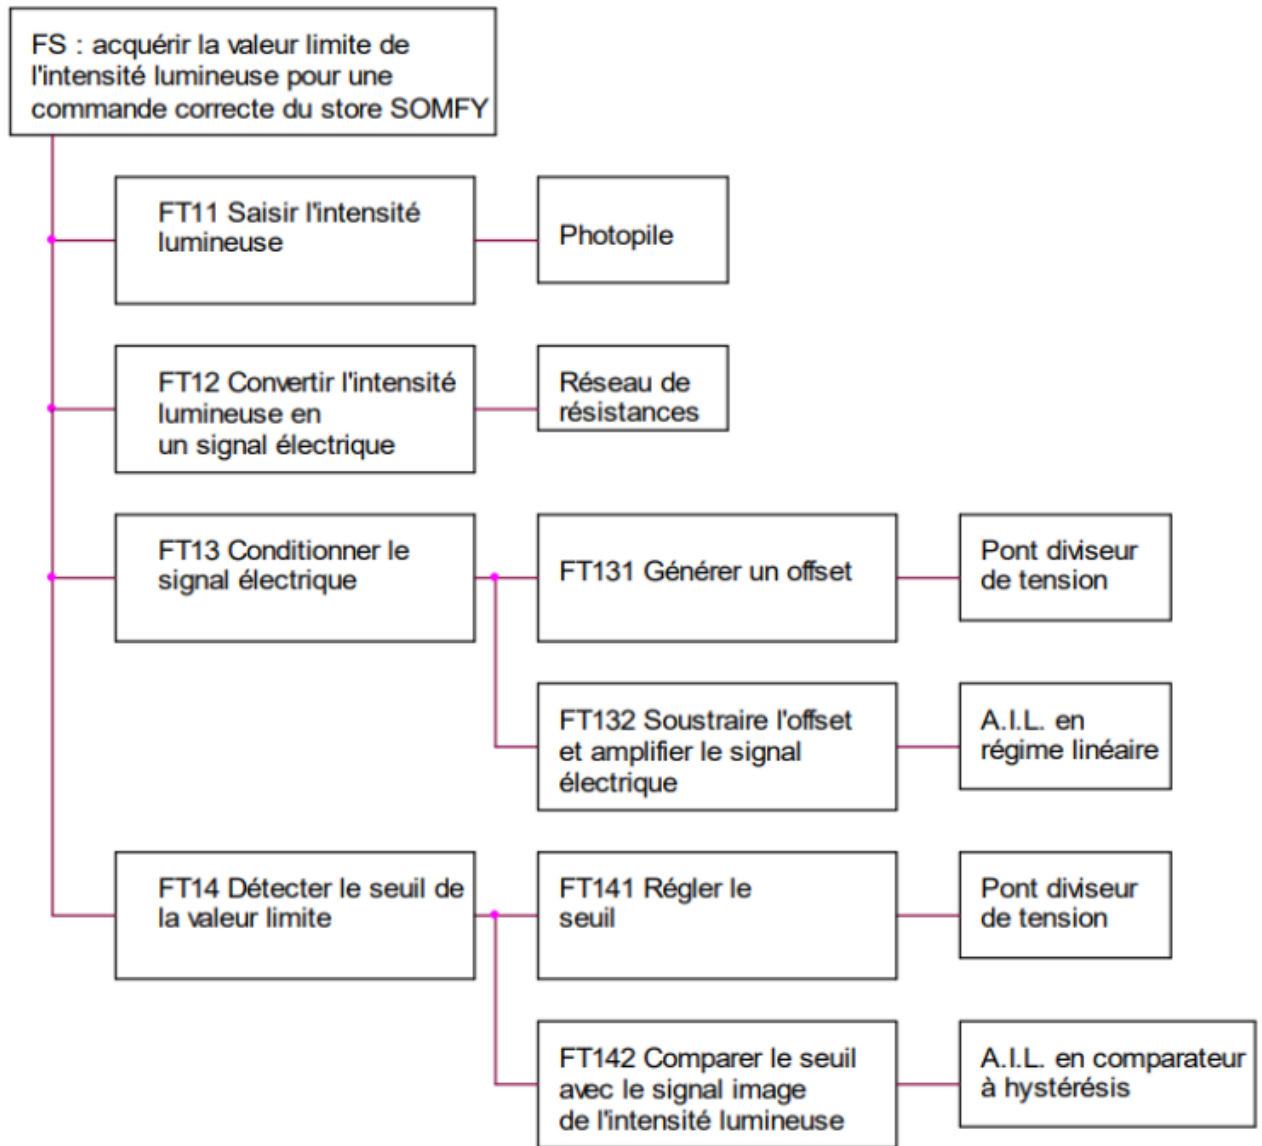 FS : acquérir la valeur limite de
l'intensité lumineuse pour une
commande correcte du store SOMFY
FT11 Saisir l'intensité
lumineuse
Photopile
FT12 Convertir l'intensité
lumineuse en
un signal électrique
Réseau de
résistances
FT13 Conditionner le
signal électrique
FT131 Générer un offset
Pont diviseur
de tension
FT132 Soustraire l'offset
et amplifier le signal
électrique
A.I.L. en
régime linéaire
FT14 Détecter le seuil de
la valeur limite
FT141 Régler le
seuil
Pont diviseur
de tension
FT142 Comparer le seuil
avec le signal image
de l'intensité lumineuse
A.I.L. en comparateur
à hystérésis